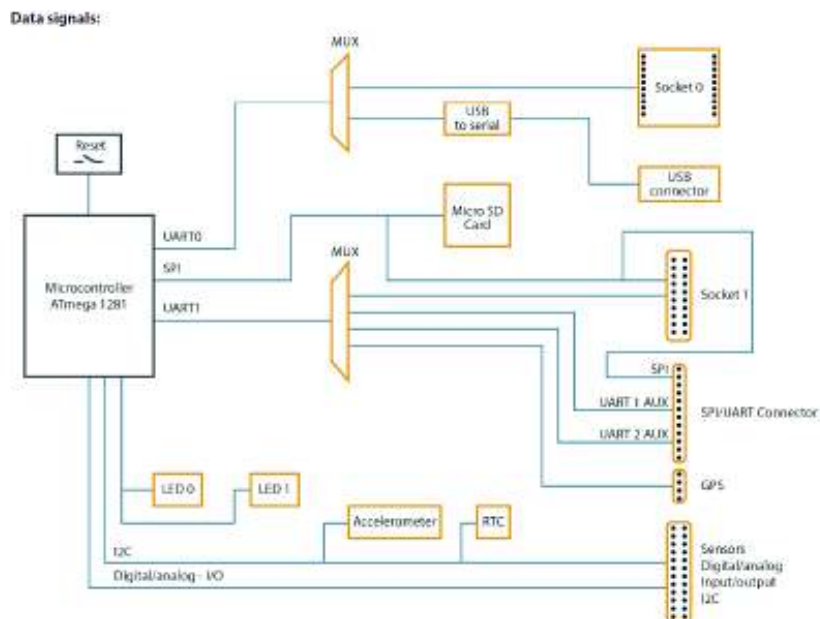 Data signals:
MUX
Socket 0
USB
to serial
Reset
USB
connector
Micro SD
Card
UART0
SPI
MUX
Microcontroller
ATmega 1281
Socket 1
UART1
SPI
UART 1 AUX
SPI/UART Connector
UART 2 AUX
LED 0
LED 1
GPS
Accelerometer
RTC
I2C
Sensors
Digital/analog
Input/output
I2C
Digital/analog - I/O